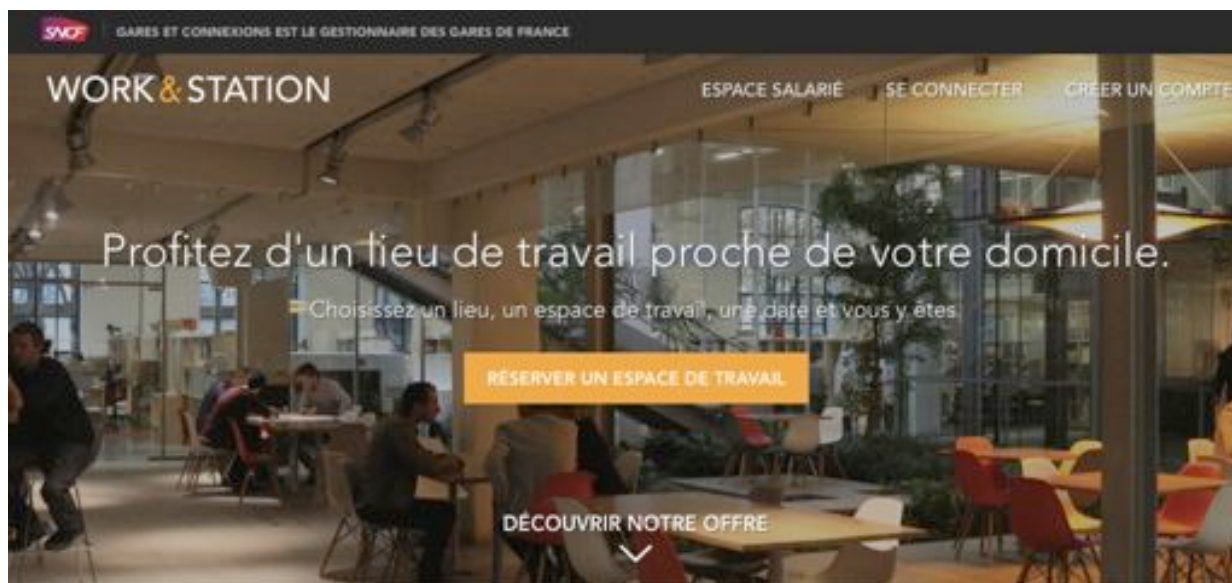 SNCF
GARES ET CONNEXIONS EST LE GESTIONNAIRE DES GARES DE FRANCE
WORK & STATION
ESPACE SALARIÉ SE CONNECTER CRÉER UN COMPTE
Profitez d'un lieu de travail proche de votre domicile.
Choisissez un lieu, un espace de travail, une date et vous y êtes
RÉSERVER UN ESPACE DE TRAVAIL
DÉCOUVRIR NOTRE OFFRE